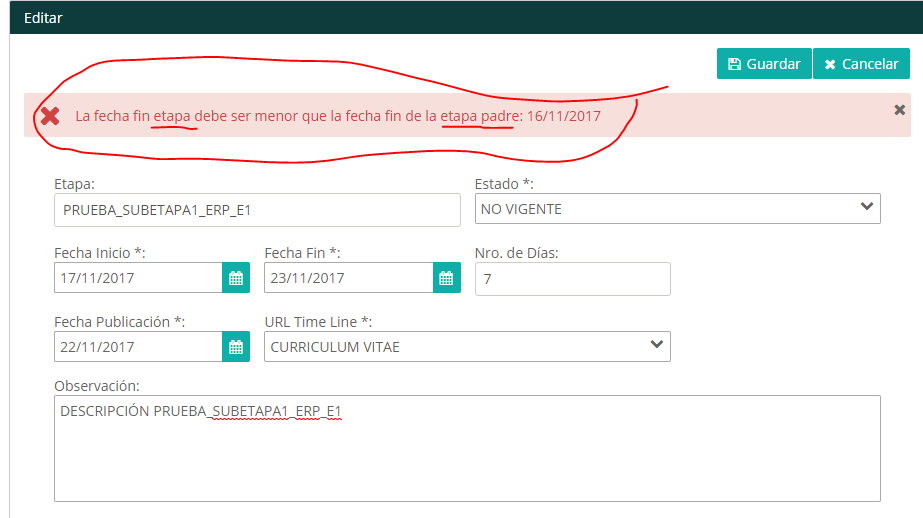 Editar
Guardar Cancelar
La fecha fin etapa debe ser menor que la fecha fin de la etapa padre: 16/11/2017
Etapa: Estado *:
PRUEBA_SUBETAPA1_ERP_E1 NO VIGENTE
Fecha Inicio *: Fecha Fin *: Nro. de Días:
17/11/2017 23/11/2017 7
Fecha Publicación *: URL Time Line *:
22/11/2017 CURRICULUM VITAE
Observación:
DESCRIPCIÓN PRUEBA_SUBETAPA1_ERP_E1